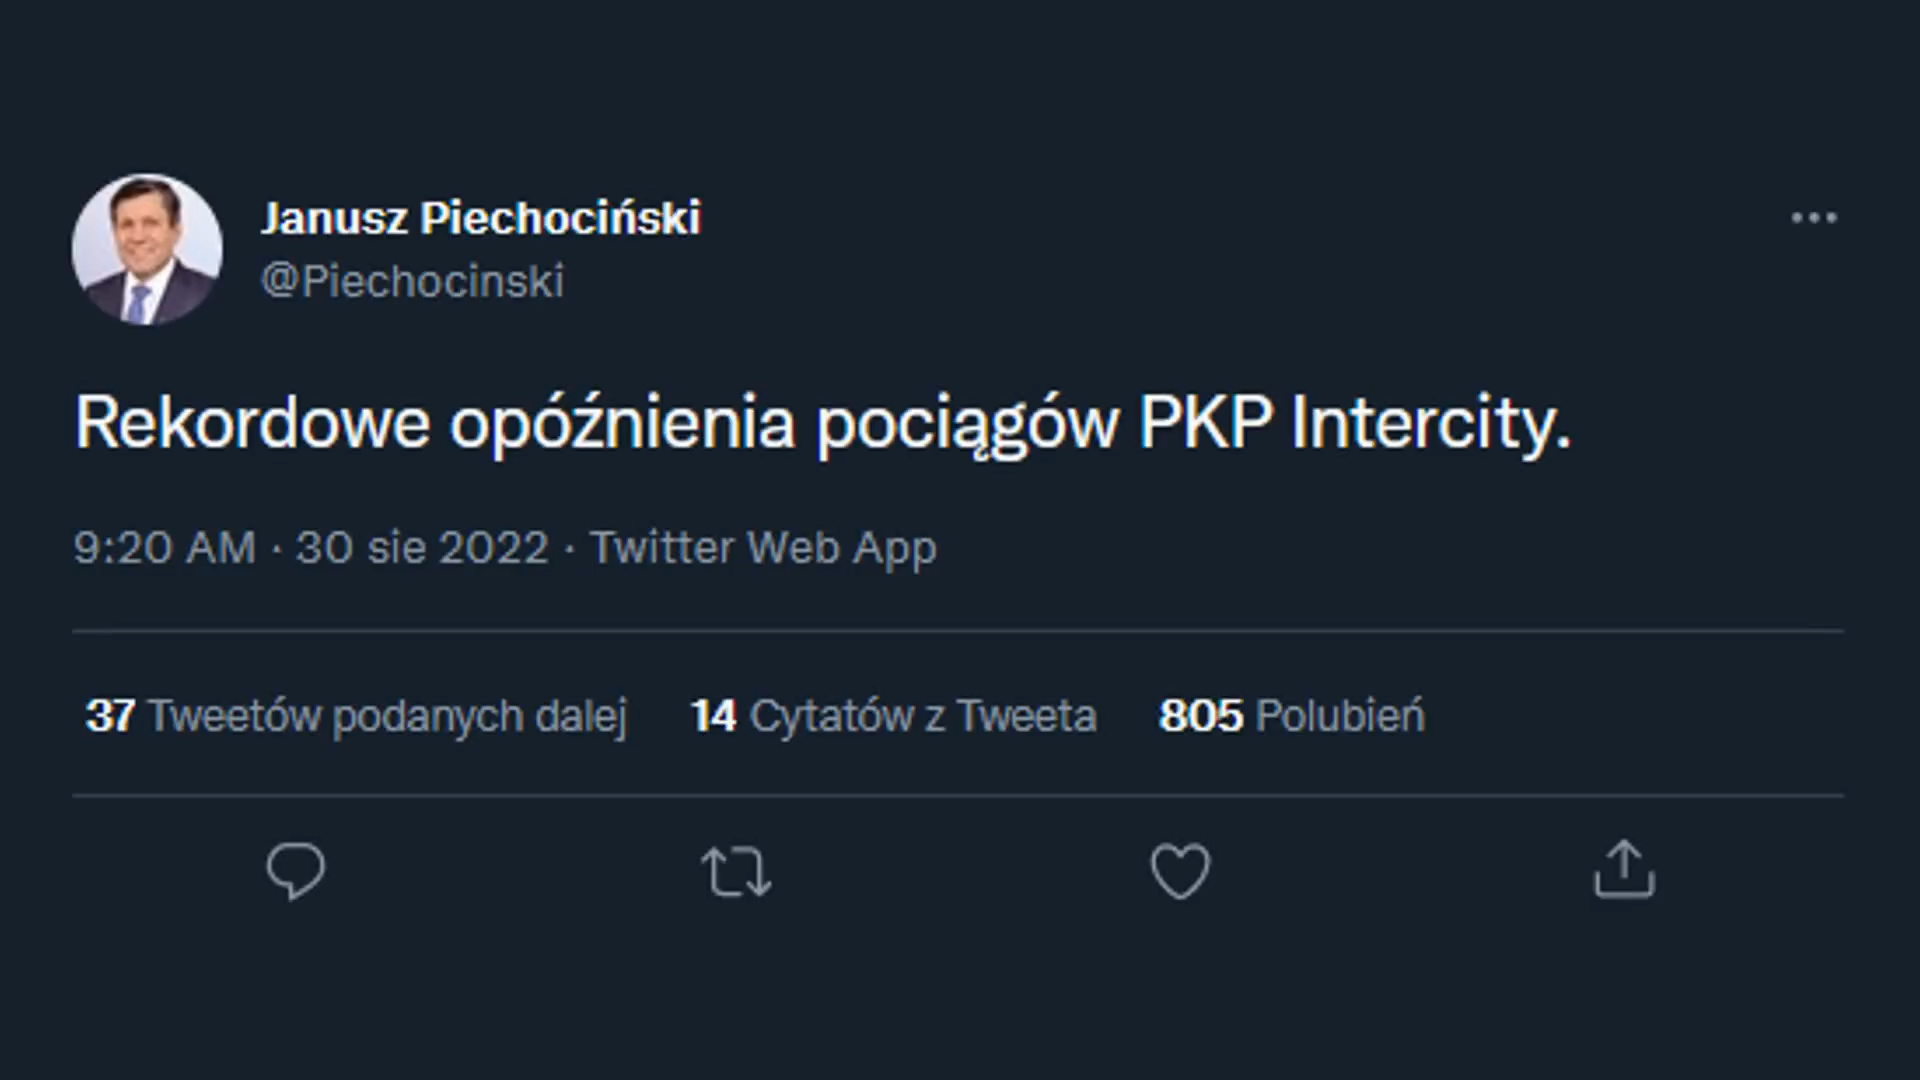 Janusz Piechociński
@Piechocinski
Rekordowe opóźnienia pociągów PKP Intercity.
9:20 AM · 30 sie 2022 · Twitter Web App
37 Tweetów podanych dalej 14 Cytatów z Tweeta 805 Polubień